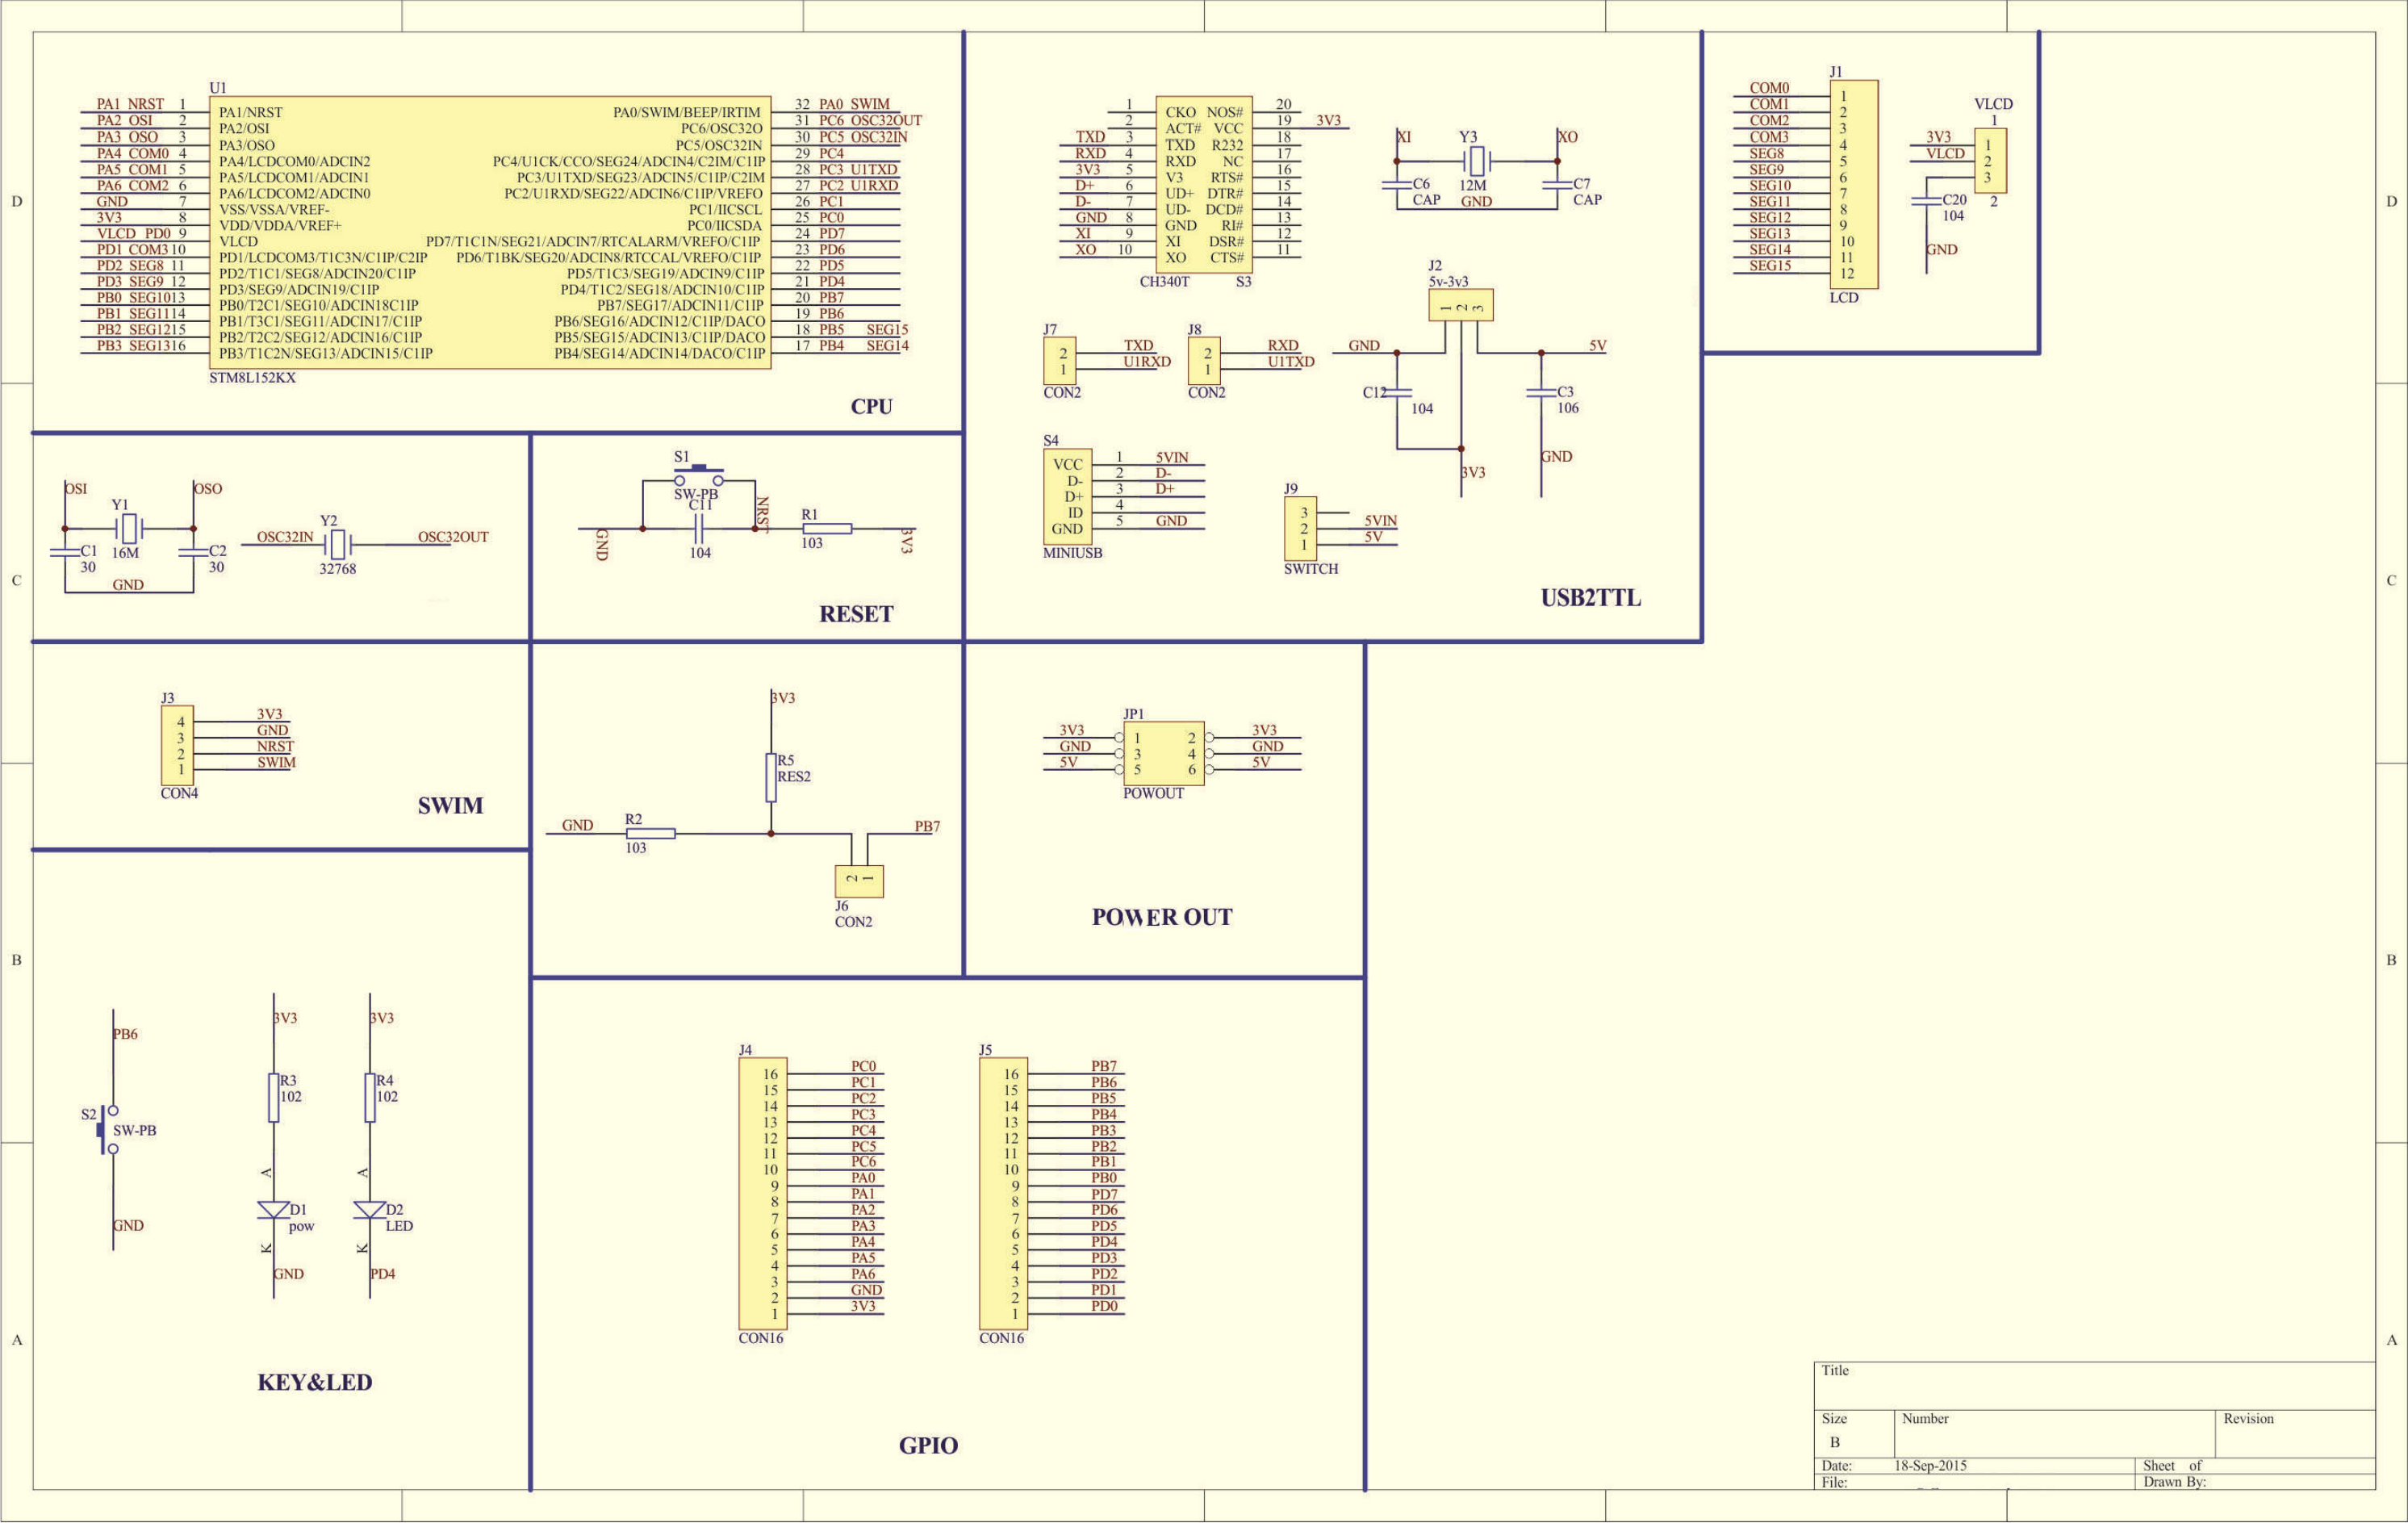 U1
PA1 NRST 1 PA1/NRST
PA2 OSI 2 PA2/OSI
PA3 OSO 3 PA3/OSO
PA4 COM0 4 PA4/LCDCOM0/ADCIN2
PA5 COM1 5 PA5/LCDCOM1/ADCIN1
PA6 COM2 6 PA6/LCDCOM2/ADCIN0
GND 7 VSS/VSSA/VREF-
3V3 8 VDD/VDDA/VREF+
VLCD PD0 9 VLCD
PD1 COM3 10 PD1/LCDCOM3/T1C3N/C1IP/C2IP
PD2 SEG8 11 PD2/T1C1/SEG8/ADCIN20/C1IP
PD3 SEG9 12 PD3/SEG9/ADCIN19/C1IP
PB0 SEG10 13 PB0/T2C1/SEG10/ADCIN18C1IP
PB1 SEG11 14 PB1/T3C1/SEG11/ADCIN17/C1IP
PB2 SEG12 15 PB2/T2C2/SEG12/ADCIN16/C1IP
PB3 SEG13 16 PB3/T1C2N/SEG13/ADCIN15/C1IP
PA0/SWIM/BEEP/IRTIM 32 PA0 SWIM
PC6/OSC32O 31 PC6 OSC32OUT
PC5/OSC32IN 30 PC5 OSC32IN
PC4/U1CK/CCO/SEG24/ADCIN4/C2IM/C1IP 29 PC4
PC3/U1TXD/SEG23/ADCIN5/C1IP/C2IM 28 PC3 U1TXD
PC2/U1RXD/SEG22/ADCIN6/C1IP/VREFO 27 PC2 U1RXD
PC1/IICSCL 26 PC1
PC0/IICSDA 25 PC0
PD7/T1C1N/SEG21/ADCIN7/RTCALARM/VREFO/C1IP 24 PD7
PD6/T1BK/SEG20/ADCIN8/RTCCAL/VREFO/C1IP 23 PD6
PD5/T1C3/SEG19/ADCIN9/C1IP 22 PD5
PD4/T1C2/SEG18/ADCIN10/C1IP 21 PD4
PB7/SEG17/ADCIN11/C1IP 20 PB7
PB6/SEG16/ADCIN12/C1IP/DACO 19 PB6
PB5/SEG15/ADCIN13/C1IP/DACO 18 PB5 SEG15
PB4/SEG14/ADCIN14/DACO/C1IP 17 PB4 SEG14
STM8L152KX
CPU
1 CKO NOS# 20
2 ACT# VCC 19 3V3
TXD 3 TXD R232 18
RXD 4 RXD NC 17
3V3 5 V3 RTS# 16
D+ 6 UD+ DTR# 15
D- 7 UD- DCD# 14
GND 8 GND RI# 13
XI 9 XI DSR# 12
XO 10 XO CTS# 11
CH340T S3
XI Y3 XO
C6 12M C7
CAP GND CAP
J2
5v-3v3
1 2 3
GND 5V
C12 C3
104 106
3V3 GND
J7
2 TXD
1 U1RXD
CON2
J8
2 RXD
1 U1TXD
CON2
S4
VCC 1 5VIN
D- 2 D-
D+ 3 D+
ID 4
GND 5 GND
MINIUSB
J9
3
2 5VIN
1 5V
SWITCH
USB2TTL
J1
COM0 1
COM1 2
COM2 3
COM3 4
SEG8 5
SEG9 6
SEG10 7
SEG11 8
SEG12 9
SEG13 10
SEG14 11
SEG15 12
LCD
VLCD
1
3V3 1
VLCD 2
3
C20 2
104
GND
OSI OSO
Y1
C1 16M C2
30 30
GND
Y2
OSC32IN OSC32OUT
32768
S1
SW-PB
C11
104
GND NRST
R1
103
3V3
RESET
J3
4 3V3
3 GND
2 NRST
1 SWIM
CON4
SWIM
3V3
R5
RES2
GND R2 PB7
103
2 1
J6
CON2
JP1
3V3 1 2 3V3
GND 3 4 GND
5V 5 6 5V
POWOUT
POWER OUT
PB6
S2
SW-PB
GND
3V3
R3
102
A
D1
pow
K
GND
3V3
R4
102
A
D2
LED
K
PD4
KEY&LED
J4
16 PC0
15 PC1
14 PC2
13 PC3
12 PC4
11 PC5
10 PC6
9 PA0
8 PA1
7 PA2
6 PA3
5 PA4
4 PA5
3 PA6
2 GND
1 3V3
CON16
J5
16 PB7
15 PB6
14 PB5
13 PB4
12 PB3
11 PB2
10 PB1
9 PB0
8 PD7
7 PD6
6 PD5
5 PD4
4 PD3
3 PD2
2 PD1
1 PD0
CON16
GPIO
D D
C C
B B
A A
Title
Size Number Revision
B
Date: 18-Sep-2015 Sheet of
File: Drawn By: